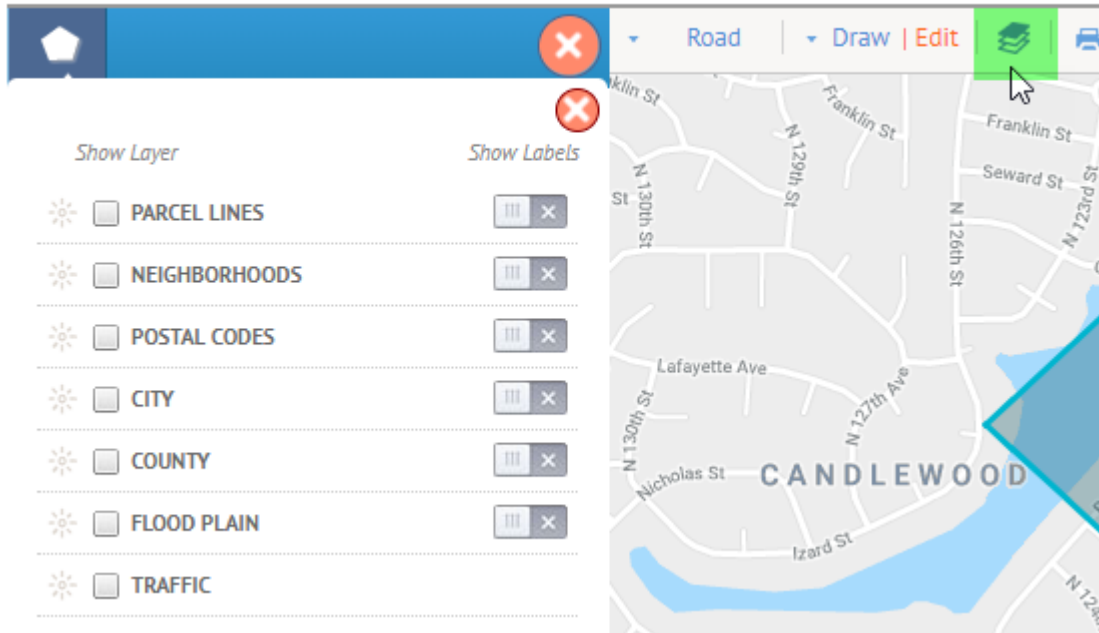 Road
Draw | Edit
Show Layer Show Labels
PARCEL LINES
NEIGHBORHOODS
POSTAL CODES
CITY
COUNTY
FLOOD PLAIN
TRAFFIC
klin St
Franklin St
Franklin St
N 129th St
Seward St
N 130th St
St
N 123rd St
N 126th St
Lafayette Ave
N 127th Ave
N 130th St
Nicholas St
CANDLEWOOD
Izard St
N 124